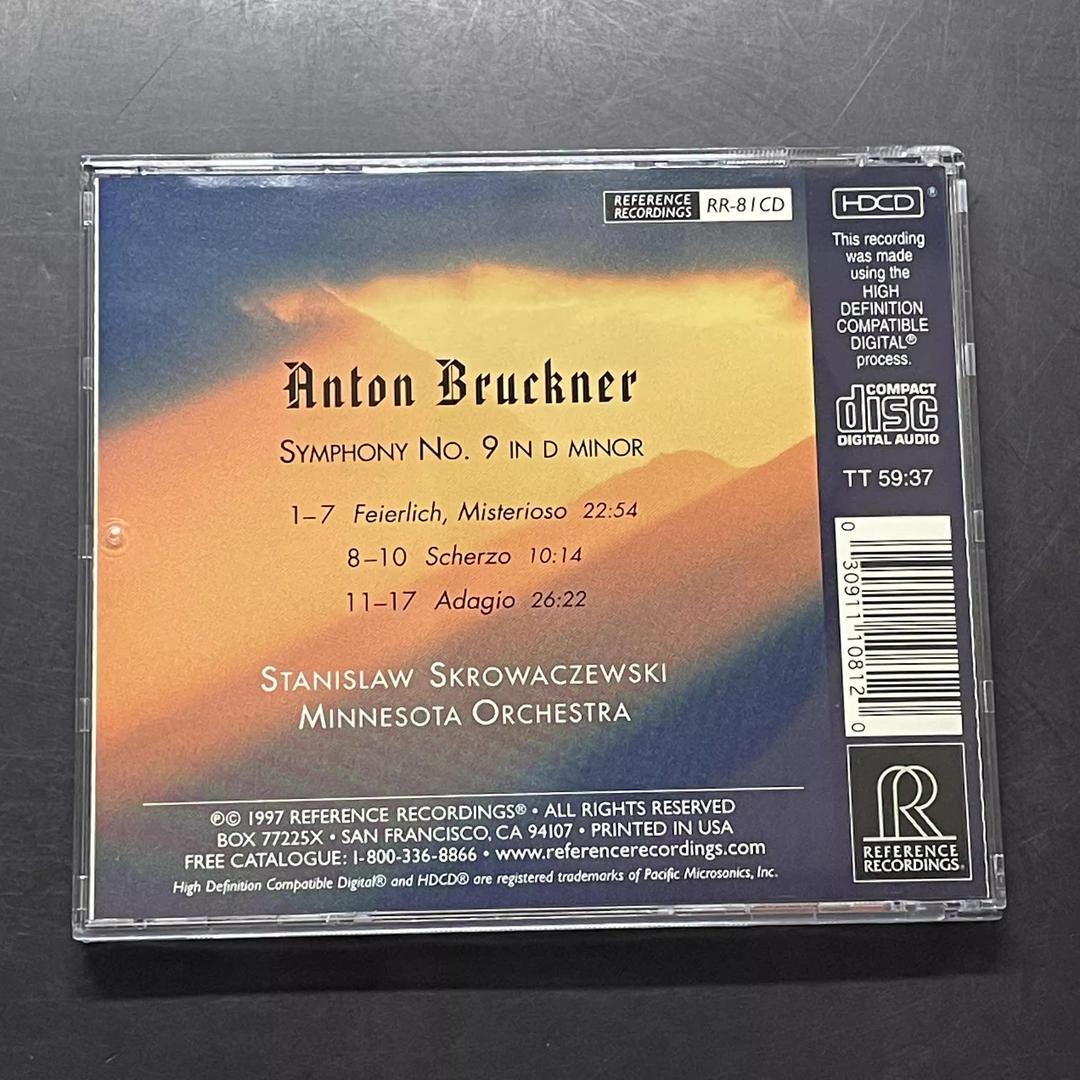 REFERENCE RECORDINGS RR-81CD
Anton Bruckner
SYMPHONY NO. 9 IN D MINOR
1–7 Feierlich, Misterioso 22:54
8–10 Scherzo 10:14
11–17 Adagio 26:22
STANISLAW SKROWACZEWSKI
MINNESOTA ORCHESTRA
℗© 1997 REFERENCE RECORDINGS® • ALL RIGHTS RESERVED
BOX 77225X • SAN FRANCISCO, CA 94107 • PRINTED IN USA
FREE CATALOGUE: 1-800-336-8866 • www.referencerecordings.com
High Definition Compatible Digital® and HDCD® are registered trademarks of Pacific Microsonics, Inc.
HDCD®
This recording
was made
using the
HIGH
DEFINITION
COMPATIBLE
DIGITAL®
process.
COMPACT
disc
DIGITAL AUDIO
TT 59:37
0 30911 10812 0
R
REFERENCE
RECORDINGS®